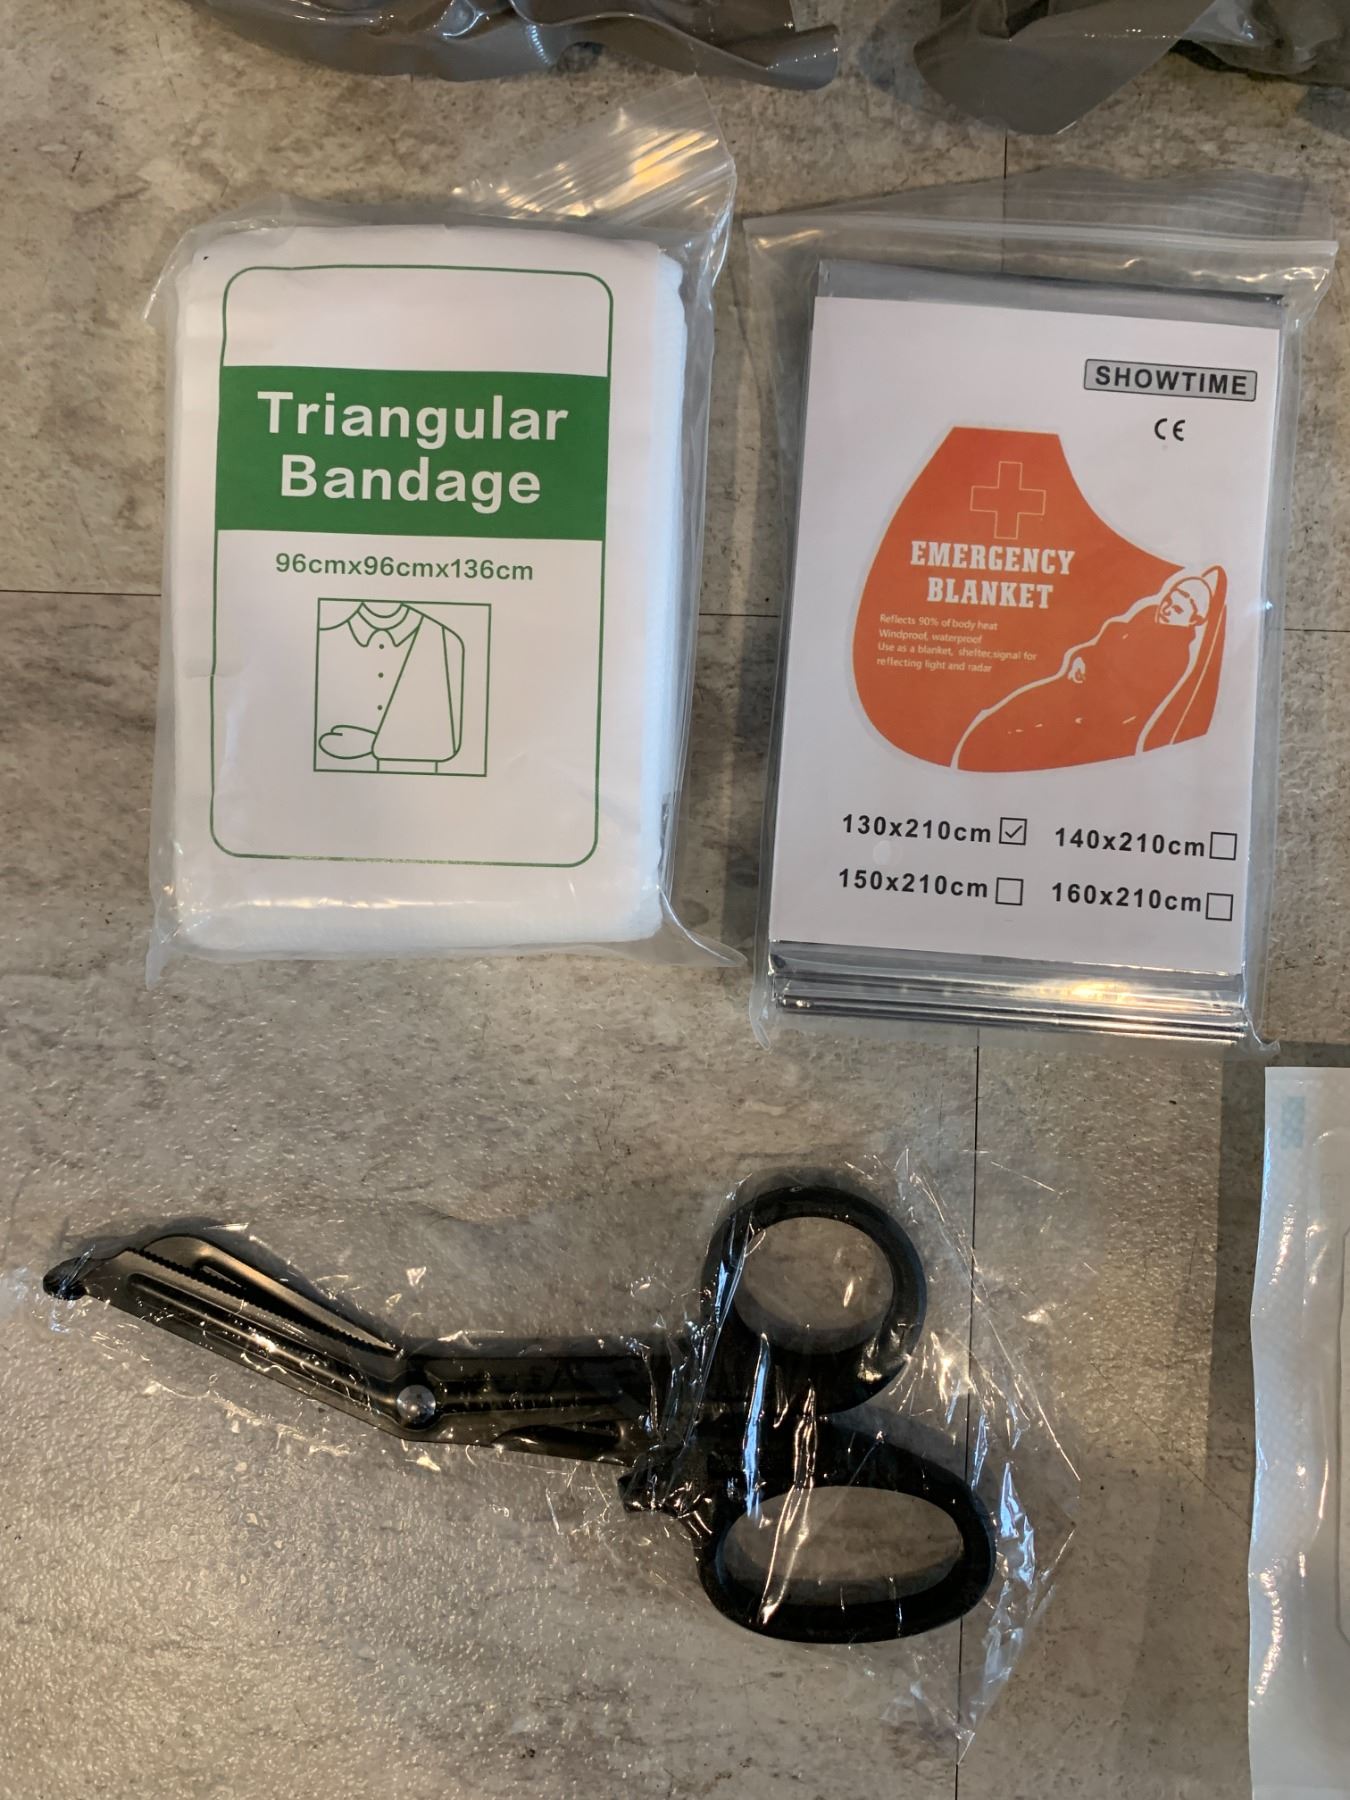 Triangular
Bandage
96cmx96cmx136cm
SHOWTIME
CE
EMERGENCY
BLANKET
Reflects 90% of body heat
Windproof, waterproof
Use as a blanket, shelter,signal for
reflecting light and radar
130x210cm
140x210cm
150x210cm
160x210cm